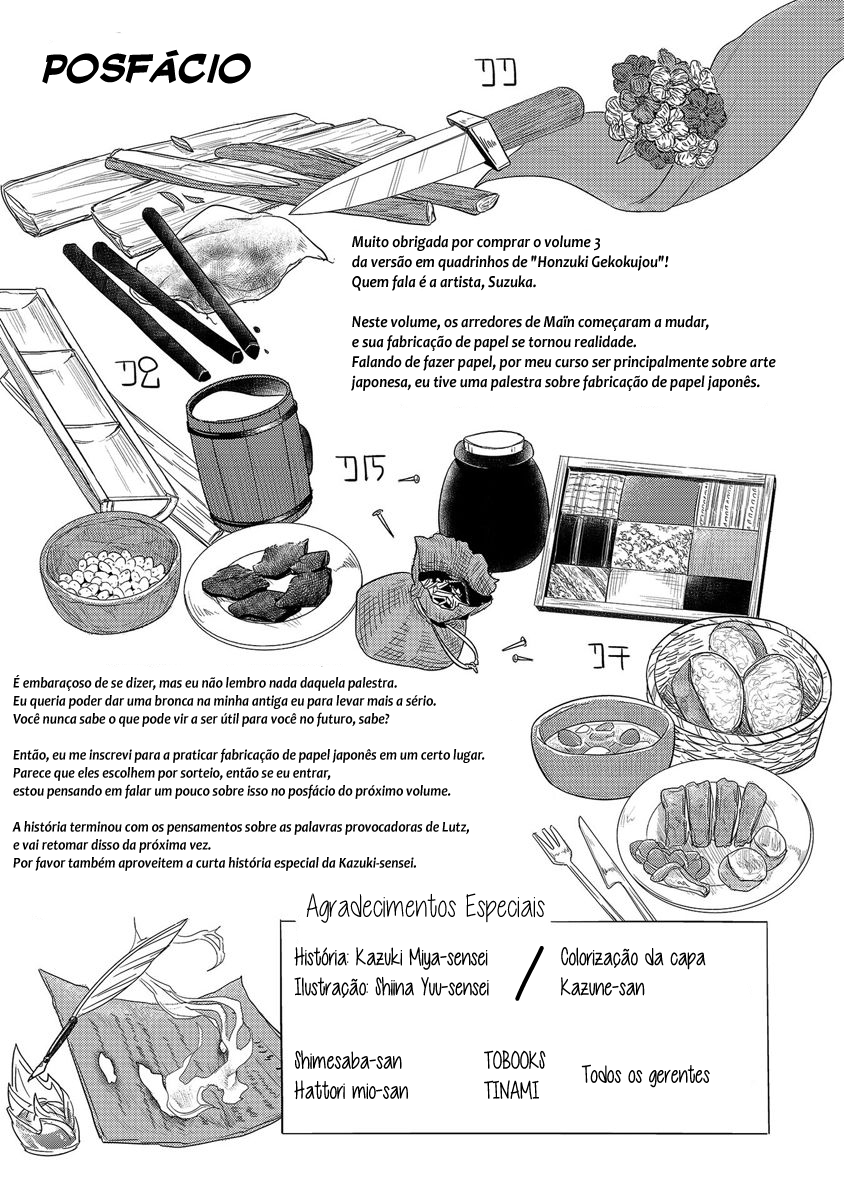 POSFÁCIO
Muito obrigada por comprar o volume 3
da versão em quadrinhos de "Honzuki Gekokujou"!
Quem fala é a artista, Suzuka.
Neste volume, os arredores de Maïn começaram a mudar,
e sua fabricação de papel se tornou realidade.
Falando de fazer papel, por meu curso ser principalmente sobre arte
japonesa, eu tive uma palestra sobre fabricação de papel japonês.
É embaraçoso de se dizer, mas eu não lembro nada daquela palestra.
Eu queria poder dar uma bronca na minha antiga eu para levar mais a sério.
Você nunca sabe o que pode vir a ser útil para você no futuro, sabe?
Então, eu me inscrevi para a praticar fabricação de papel japonês em um certo lugar.
Parece que eles escolhem por sorteio, então se eu entrar,
estou pensando em falar um pouco sobre isso no posfácio do próximo volume.
A história terminou com os pensamentos sobre as palavras provocadoras de Lutz,
e vai retomar disso da próxima vez.
Por favor também aproveitem a curta história especial da Kazuki-sensei.
Agradecimentos Especiais
História: Kazuki Miya-sensei
Ilustração: Shiina Yuu-sensei
/
Colorização da capa
Kazune-san
Shimesaba-san
Hattori mio-san
TOBOOKS
TINAMI
Todos os gerentes